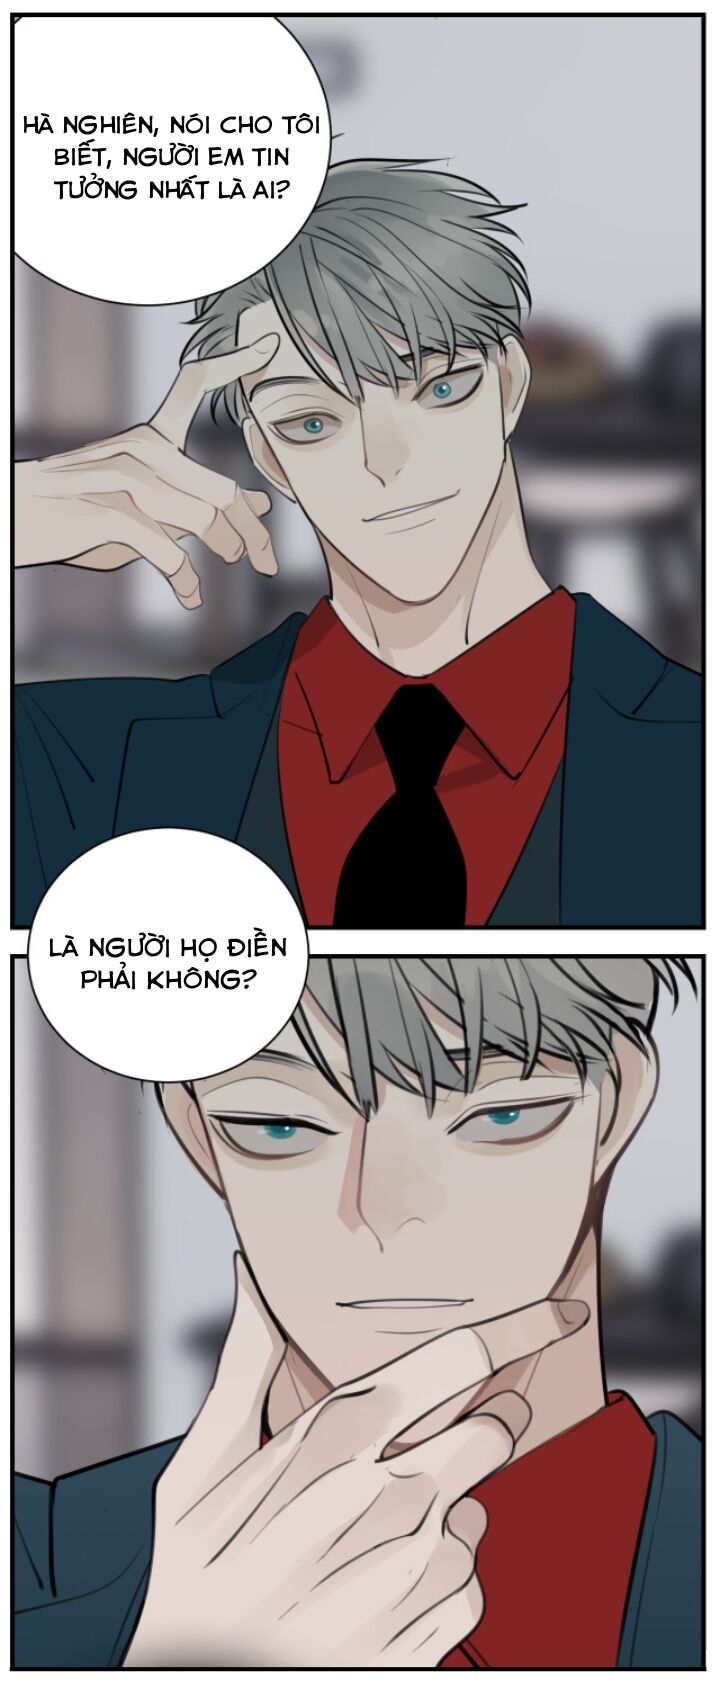 HÀ NGHIÊN, NÓI CHO TÔI
BIẾT, NGƯỜI EM TIN
TƯỞNG NHẤT LÀ AI?
LÀ NGƯỜI HỌ ĐIỀN
PHẢI KHÔNG?